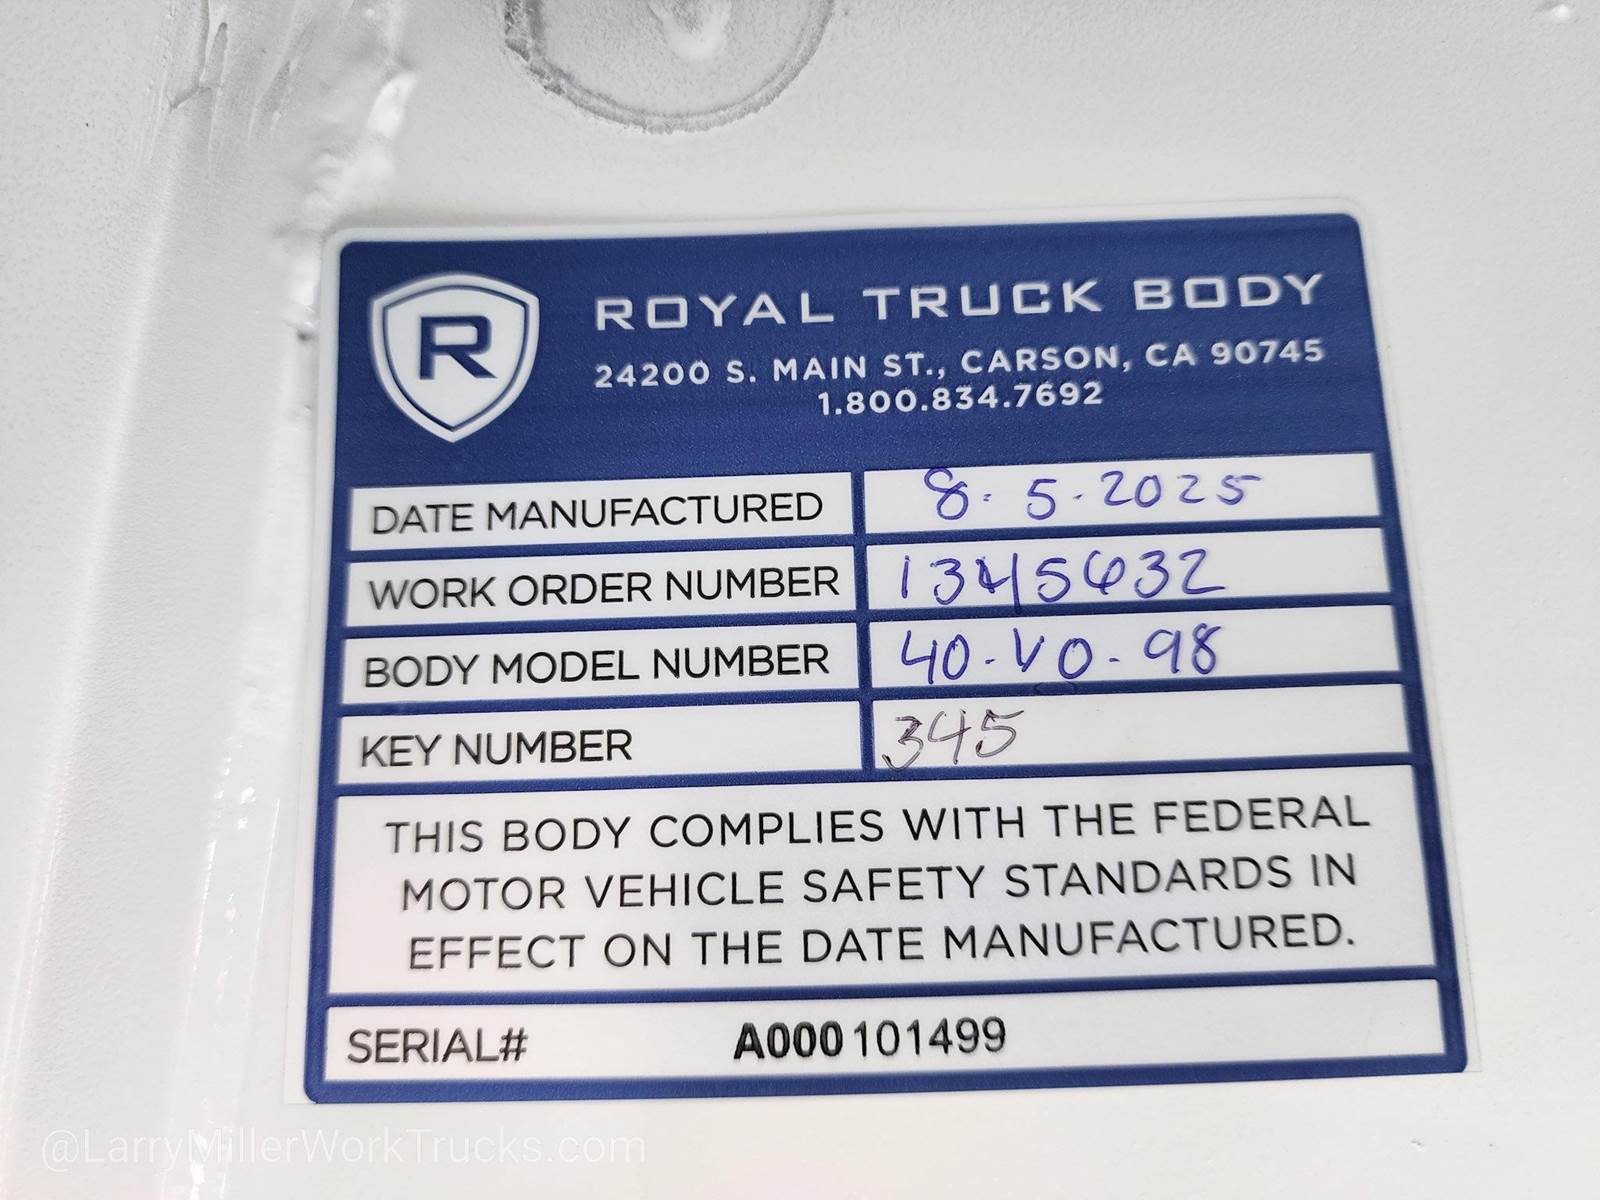 R
ROYAL TRUCK BODY
24200 S. MAIN ST., CARSON, CA 90745
1.800.834.7692
DATE MANUFACTURED 8.5.2025
WORK ORDER NUMBER 1345632
BODY MODEL NUMBER 40-VO-98
KEY NUMBER 345
THIS BODY COMPLIES WITH THE FEDERAL
MOTOR VEHICLE SAFETY STANDARDS IN
EFFECT ON THE DATE MANUFACTURED.
SERIAL# A000101499
@LarryMillerWorkTrucks.com